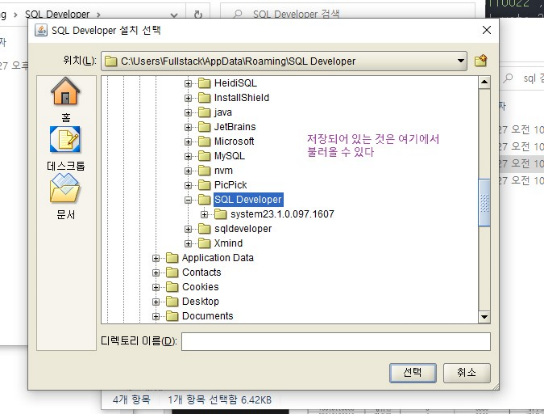 SQL Developer
SQL Developer 검색
SQL Developer 설치 선택
위치(L):
C:\Users\Fullstack\AppData\Roaming\SQL Developer
홈
데스크톱
문서
HeidiSQL
InstallShield
java
JetBrains
Microsoft
MySQL
nvm
PicPick
SQL Developer
system23.1.0.097.1607
sqldeveloper
Xmind
Application Data
Contacts
Cookies
Desktop
Documents
저장되어 있는 것은 여기에서
불러올 수 있다
디렉토리 이름(D):
선택
취소
sql 검
27 오전 10
27 오전 10
27 오전 10
27 오전 10
4개 항목
1개 항목 선택함 6.42KB